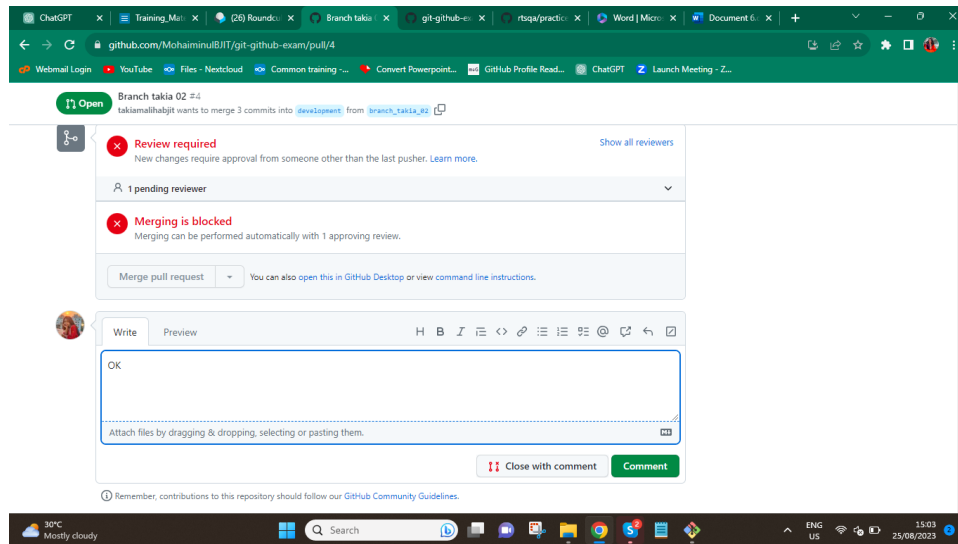 ChatGPT
Training_Mate
(26) Roundcu
Branch takia (
git-github-ex
rtsqa/practice
Word | Micros
Document 6.
github.com/MohaiminulBJIT/git-github-exam/pull/4
Webmail Login
YouTube
Files - Nextcloud
Common training -...
Convert Powerpoint...
GitHub Profile Read...
ChatGPT
Launch Meeting - Z...
Open
Branch takia 02 #4
takiamalihabjit wants to merge 3 commits into development from branch_takia_02
Review required
Show all reviewers
New changes require approval from someone other than the last pusher. Learn more.
1 pending reviewer
Merging is blocked
Merging can be performed automatically with 1 approving review.
Merge pull request
You can also open this in GitHub Desktop or view command line instructions.
Write
Preview
OK
Attach files by dragging & dropping, selecting or pasting them.
Close with comment
Comment
Remember, contributions to this repository should follow our GitHub Community Guidelines.
30°C
Mostly cloudy
Search
ENG
US
15:03
25/08/2023